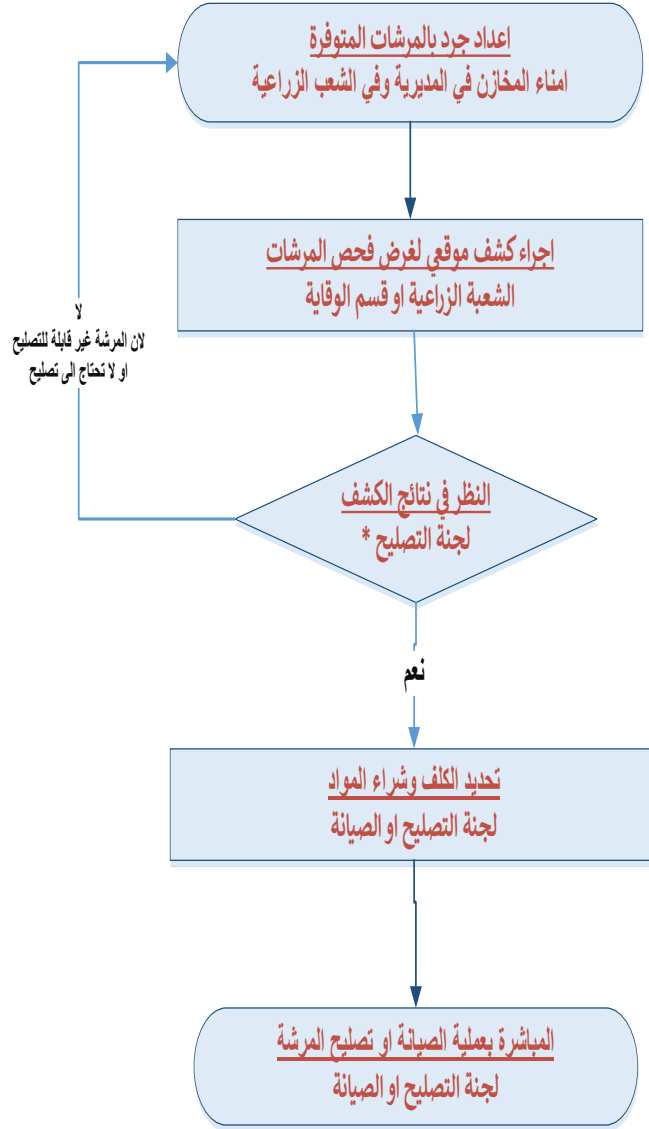 اعداد جرد بالمرشات المتوفرة
امناء المخازن في المديرية وفي الشعب الزراعية
اجراء كشف موقعي لغرض فحص المرشات
الشعبة الزراعية او قسم الوقاية
لا
لان المرشة غير قابلة للتصليح
او لا تحتاج الى تصليح
النظر في نتائج الكشف
لجنة التصليح *
نعم
تحديد الكلف وشراء المواد
لجنة التصليح او الصيانة
المباشرة بعملية الصيانة او تصليح المرشة
لجنة التصليح او الصيانة